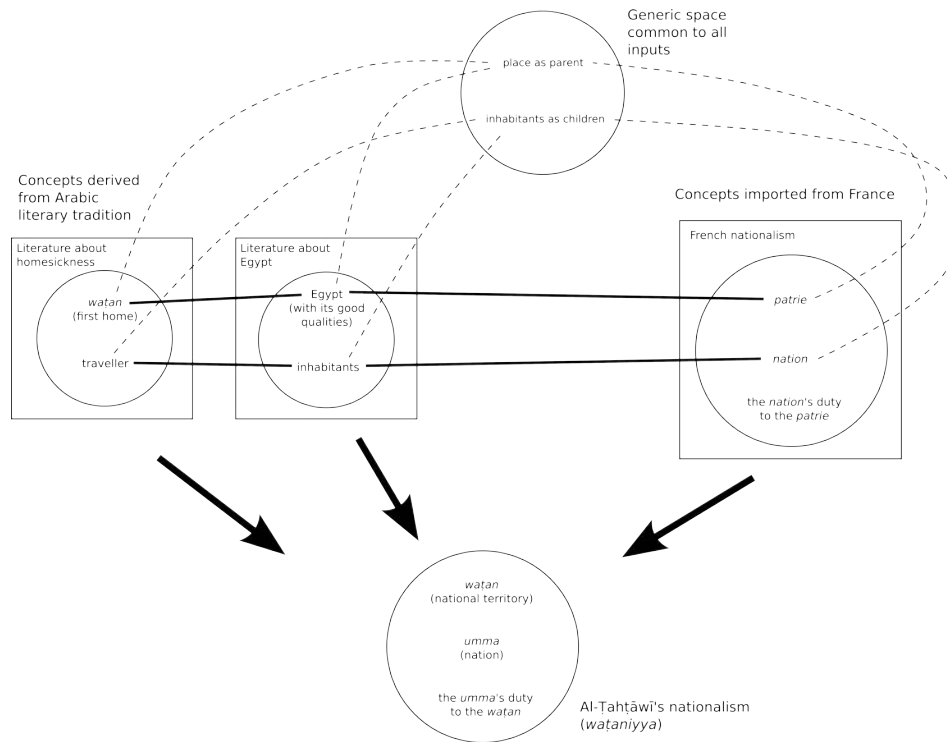 Generic space
common to all
inputs
place as parent
inhabitants as children
Concepts derived
from Arabic
literary tradition
Concepts imported from France
Literature about
homesickness
watan
(first home)
traveller
Literature about
Egypt
Egypt
(with its good
qualities)
inhabitants
French nationalism
patrie
nation
the nation's duty
to the patrie
waṭan
(national territory)
umma
(nation)
the umma's duty
to the waṭan
Al-Ṭahṭāwī's nationalism
(waṭaniyya)